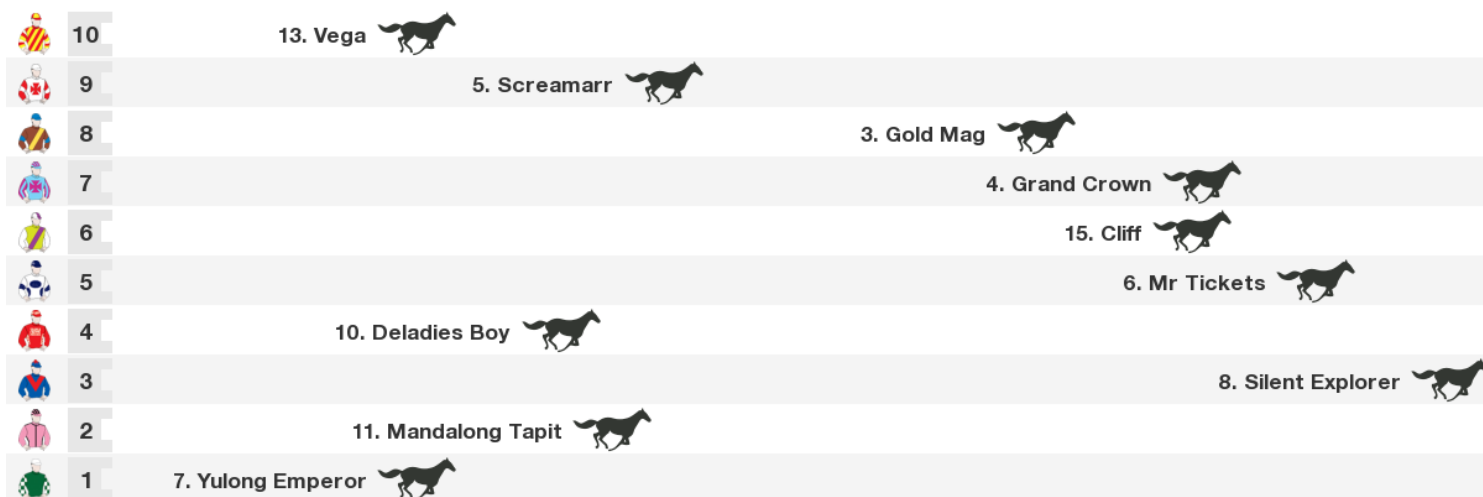 10 13. Vega
9 5. Screamarr
8 3. Gold Mag
7 4. Grand Crown
6 15. Cliff
5 6. Mr Tickets
4 10. Deladies Boy
3 8. Silent Explorer
2 11. Mandalong Tapit
1 7. Yulong Emperor